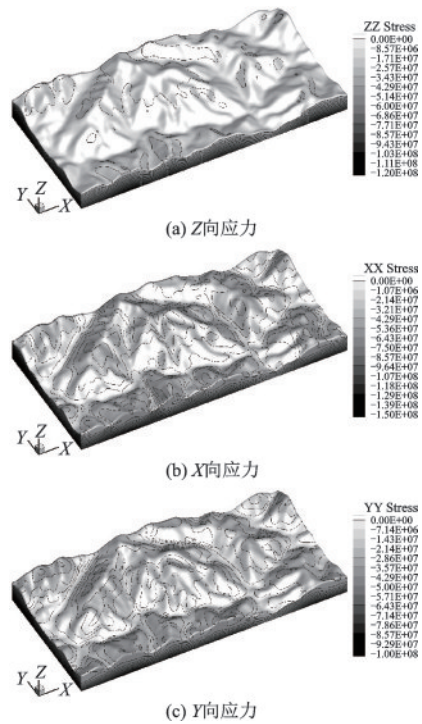 ZZ Stress
0.00E+00
-8.57E+06
-1.71E+07
-2.57E+07
-3.43E+07
-4.29E+07
-5.14E+07
-6.00E+07
-6.86E+07
-7.71E+07
-8.57E+07
-9.43E+07
-1.03E+08
-1.11E+08
-1.20E+08
Y Z X
(a) Z向应力
XX Stress
0.00E+00
-1.07E+06
-2.14E+07
-3.21E+07
-4.29E+07
-5.36E+07
-6.43E+07
-7.50E+07
-8.57E+07
-9.64E+07
-1.07E+08
-1.18E+08
-1.29E+08
-1.39E+08
-1.50E+08
Y Z X
(b) X向应力
YY Stress
0.00E+00
-7.14E+06
-1.43E+07
-2.14E+07
-2.86E+07
-3.57E+07
-4.29E+07
-5.00E+07
-5.71E+07
-6.43E+07
-7.14E+07
-7.86E+07
-8.57E+07
-9.29E+07
-1.00E+08
Y Z X
(c) Y向应力